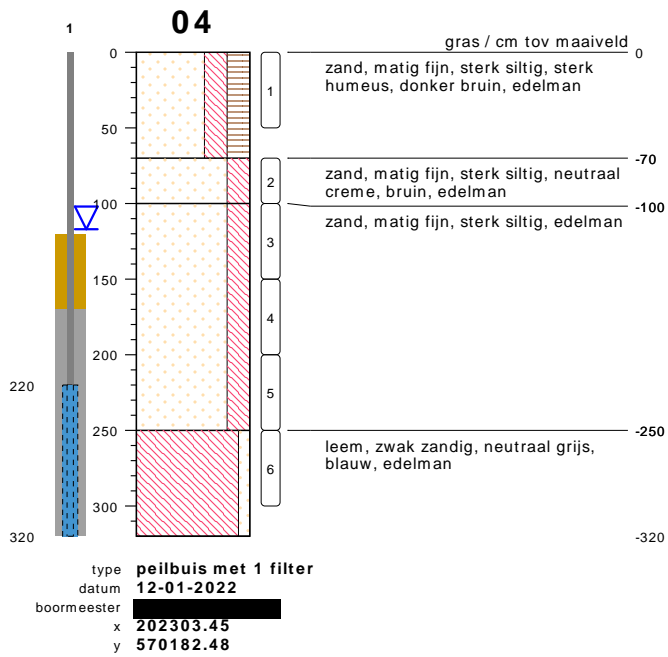 04
1
gras / cm tov maaiveld
0
0
zand, matig fijn, sterk siltig, sterk
humeus, donker bruin, edelman
1
50
-70
zand, matig fijn, sterk siltig, neutraal
creme, bruin, edelman
2
100
-100
zand, matig fijn, sterk siltig, edelman
3
150
4
200
220
5
250
-250
leem, zwak zandig, neutraal grijs,
blauw, edelman
6
300
320
-320
type peilbuis met 1 filter
datum 12-01-2022
boormeester
x 202303.45
y 570182.48